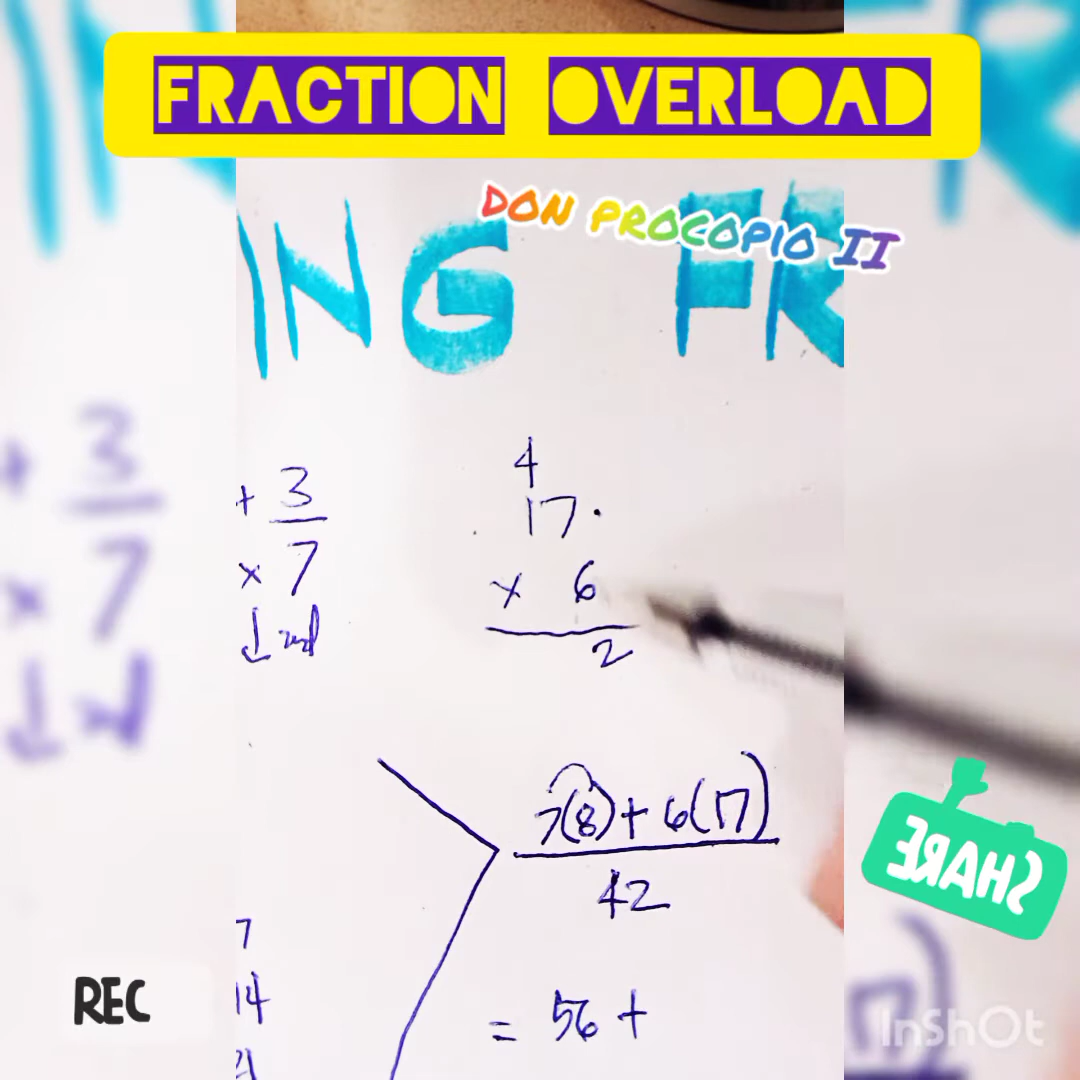 FRACTION OVERLOAD
DON PROCOPIO II
ING FR
4
+ 3
17.
x 7
x 6
2
7(8)+6(17)
42
SHARE
7
14
21
= 56 +
REC
InShOt